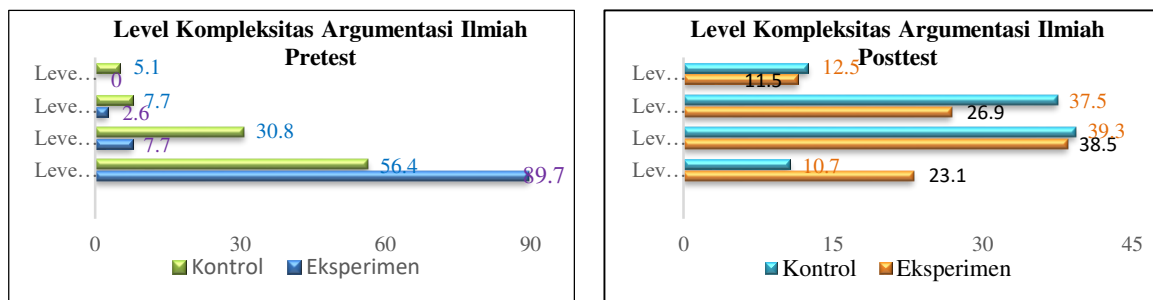 Level Kompleksitas Argumentasi Ilmiah
Pretest
Leve…
5.1
0
Leve…
7.7
2.6
Leve…
30.8
7.7
Leve…
56.4
89.7
0
30
60
90
Kontrol
Eksperimen
Level Kompleksitas Argumentasi Ilmiah
Posttest
Lev…
12.5
11.5
Lev…
37.5
26.9
Lev…
39.3
38.5
Lev…
10.7
23.1
0
15
30
45
Kontrol
Eksperimen